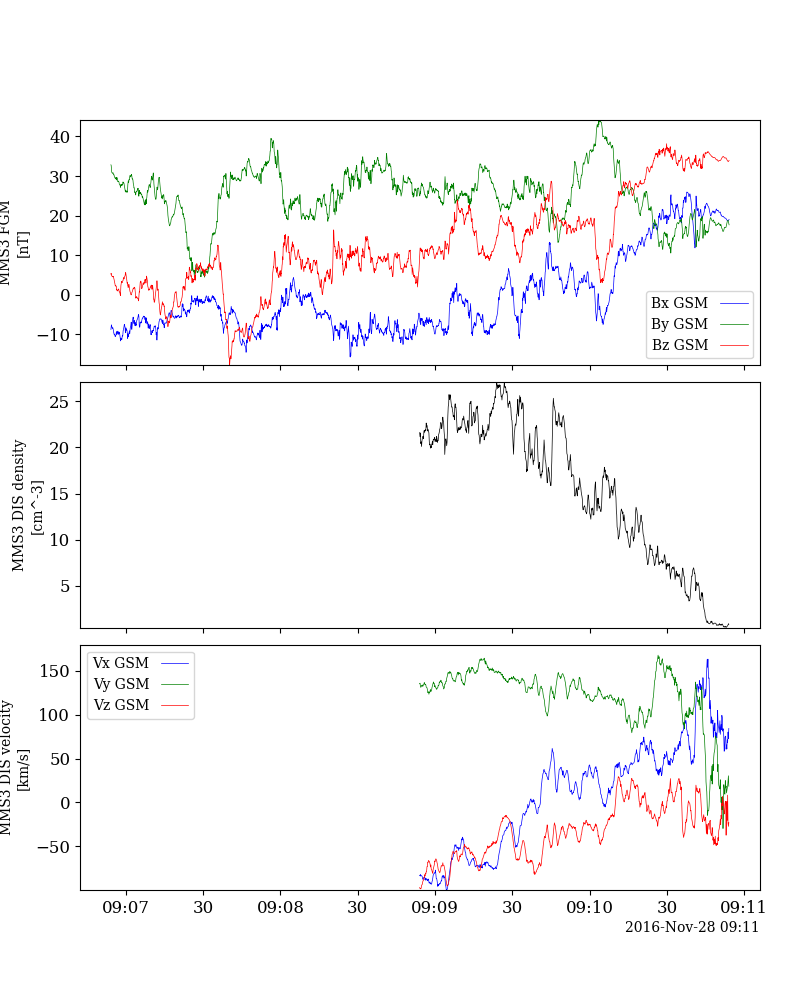 40
30
20
10
0
−10
MMS3 FGM
[nT]
Bx GSM
By GSM
Bz GSM
25
20
15
10
5
MMS3 DIS density
[cm^-3]
150
100
50
0
−50
MMS3 DIS velocity
[km/s]
Vx GSM
Vy GSM
Vz GSM
09:07 30 09:08 30 09:09 30 09:10 30 09:11
2016-Nov-28 09:11